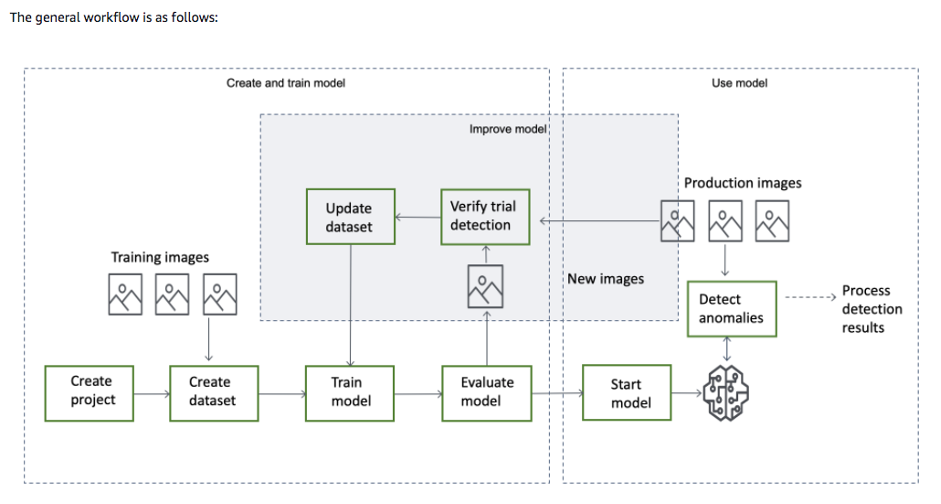 The general workflow is as follows:
Create and train model
Use model
Improve model
Production images
Update
dataset
Verify trial
detection
Training images
New images
Detect
anomalies
Process
detection
results
Create
project
Create
dataset
Train
model
Evaluate
model
Start
model